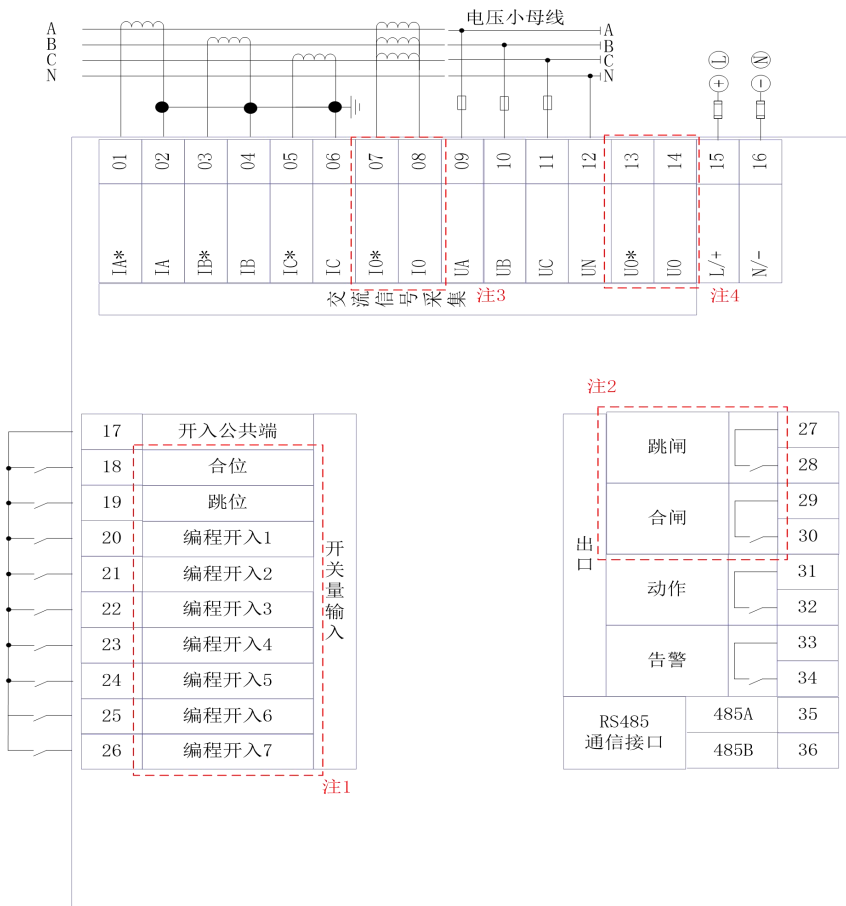 电压小母线
A
B
C
N
A
B
C
N
L
N
+
-
01 02 03 04 05 06 07 08 09 10 11 12 13 14 15 16
IA* IA IB* IB IC* IC I0* I0 UA UB UC UN U0* U0 L/+ N/-
交流信号采集
注3
注4
注2
17 开入公共端
18 合位
19 跳位
20 编程开入1
21 编程开入2
22 编程开入3
23 编程开入4
24 编程开入5
25 编程开入6
26 编程开入7
开关量输入
注1
出口
跳闸 27
28
合闸 29
30
动作 31
32
告警 33
34
RS485
通信接口
485A 35
485B 36